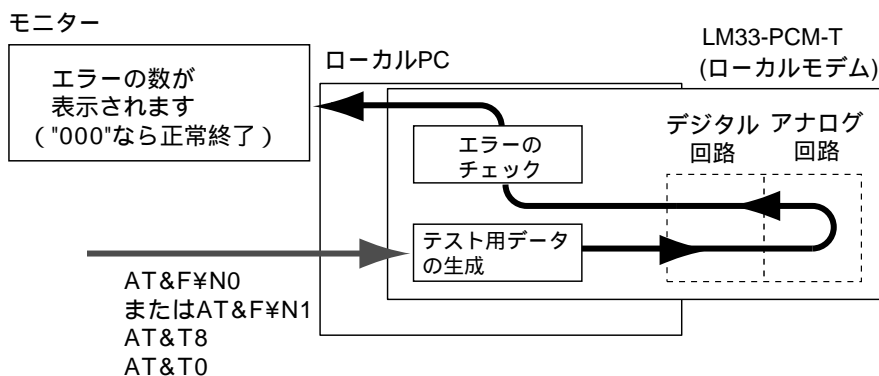 モニター
エラーの数が
表示されます
("000"なら正常終了)
ローカルPC
LM33-PCM-T
(ローカルモデム)
エラーの
チェック
デジタル
回路
アナログ
回路
テスト用データ
の生成
AT&F¥N0
またはAT&F¥N1
AT&T8
AT&T0